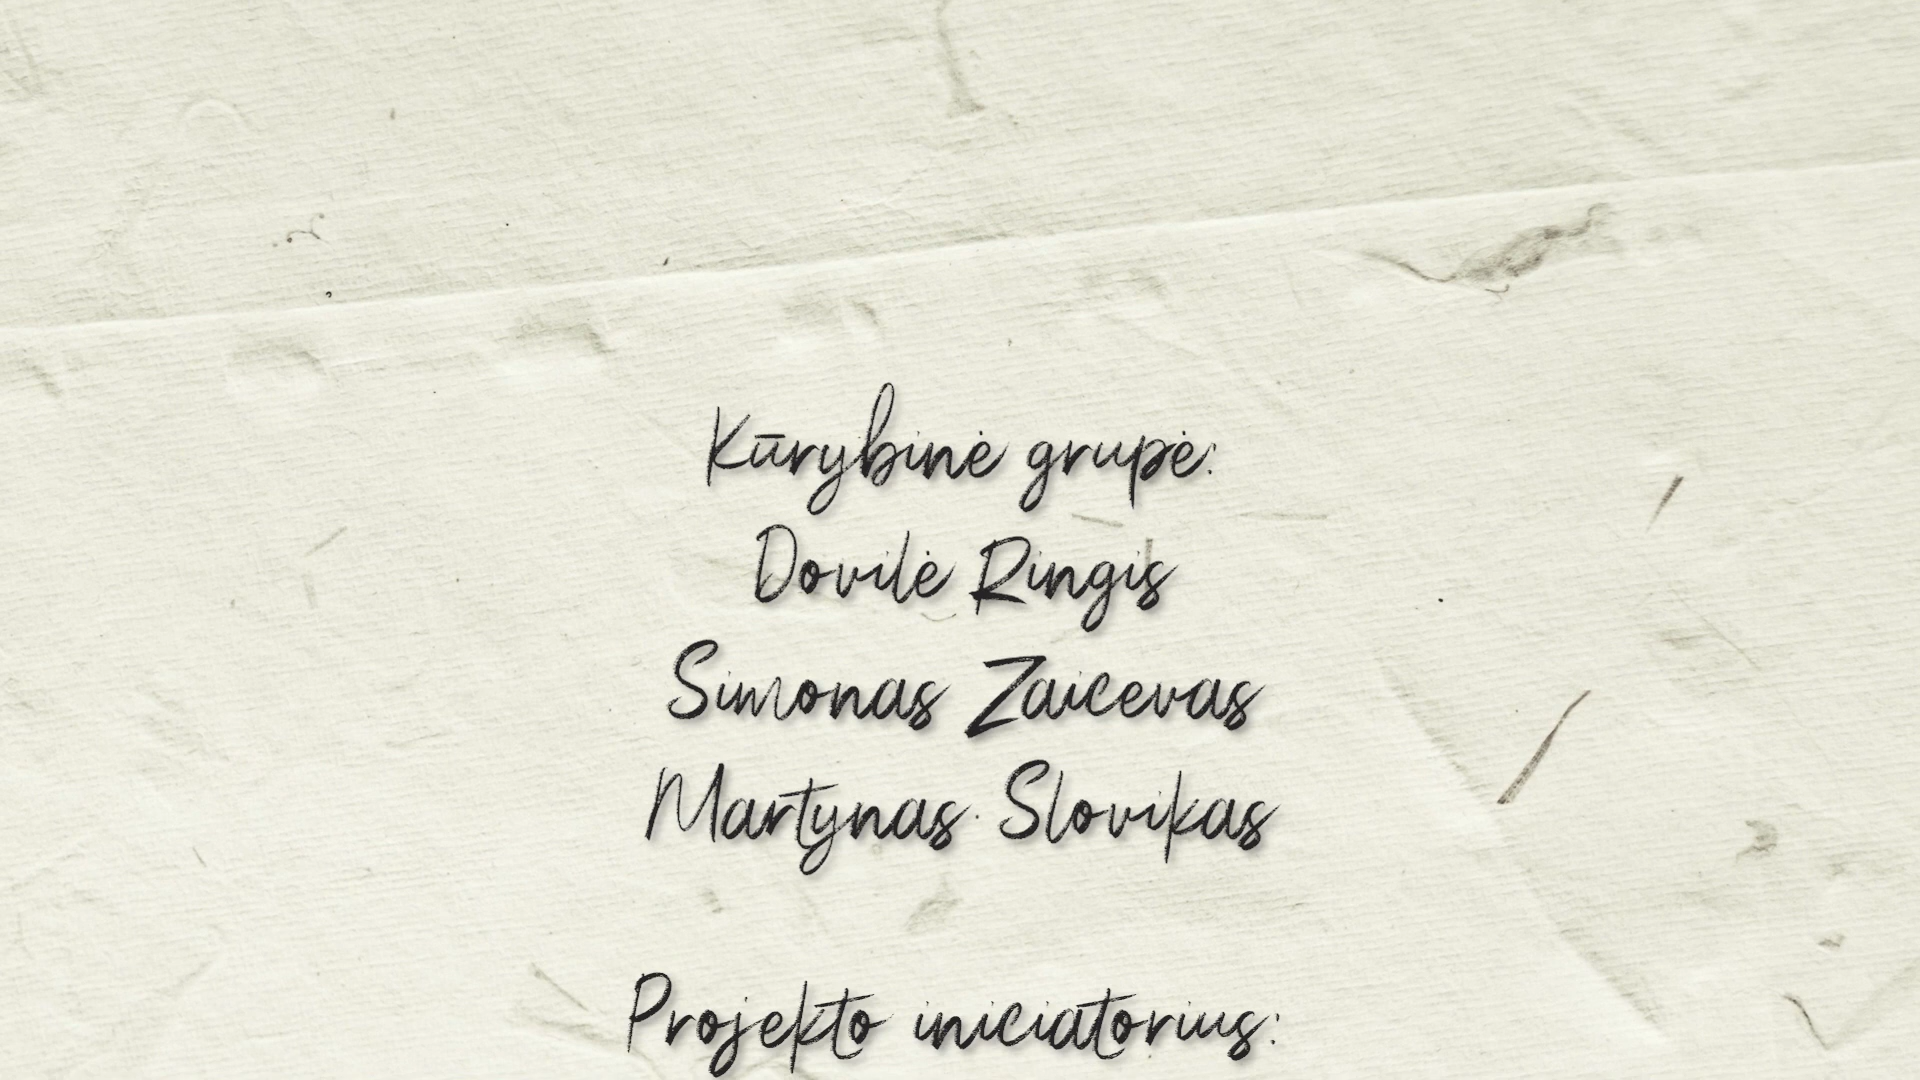 Kūrybinė grupė:
Dovilė Ringis
Simonas Zaicevas
Martynas Slovikas
Projekto iniciatorius: